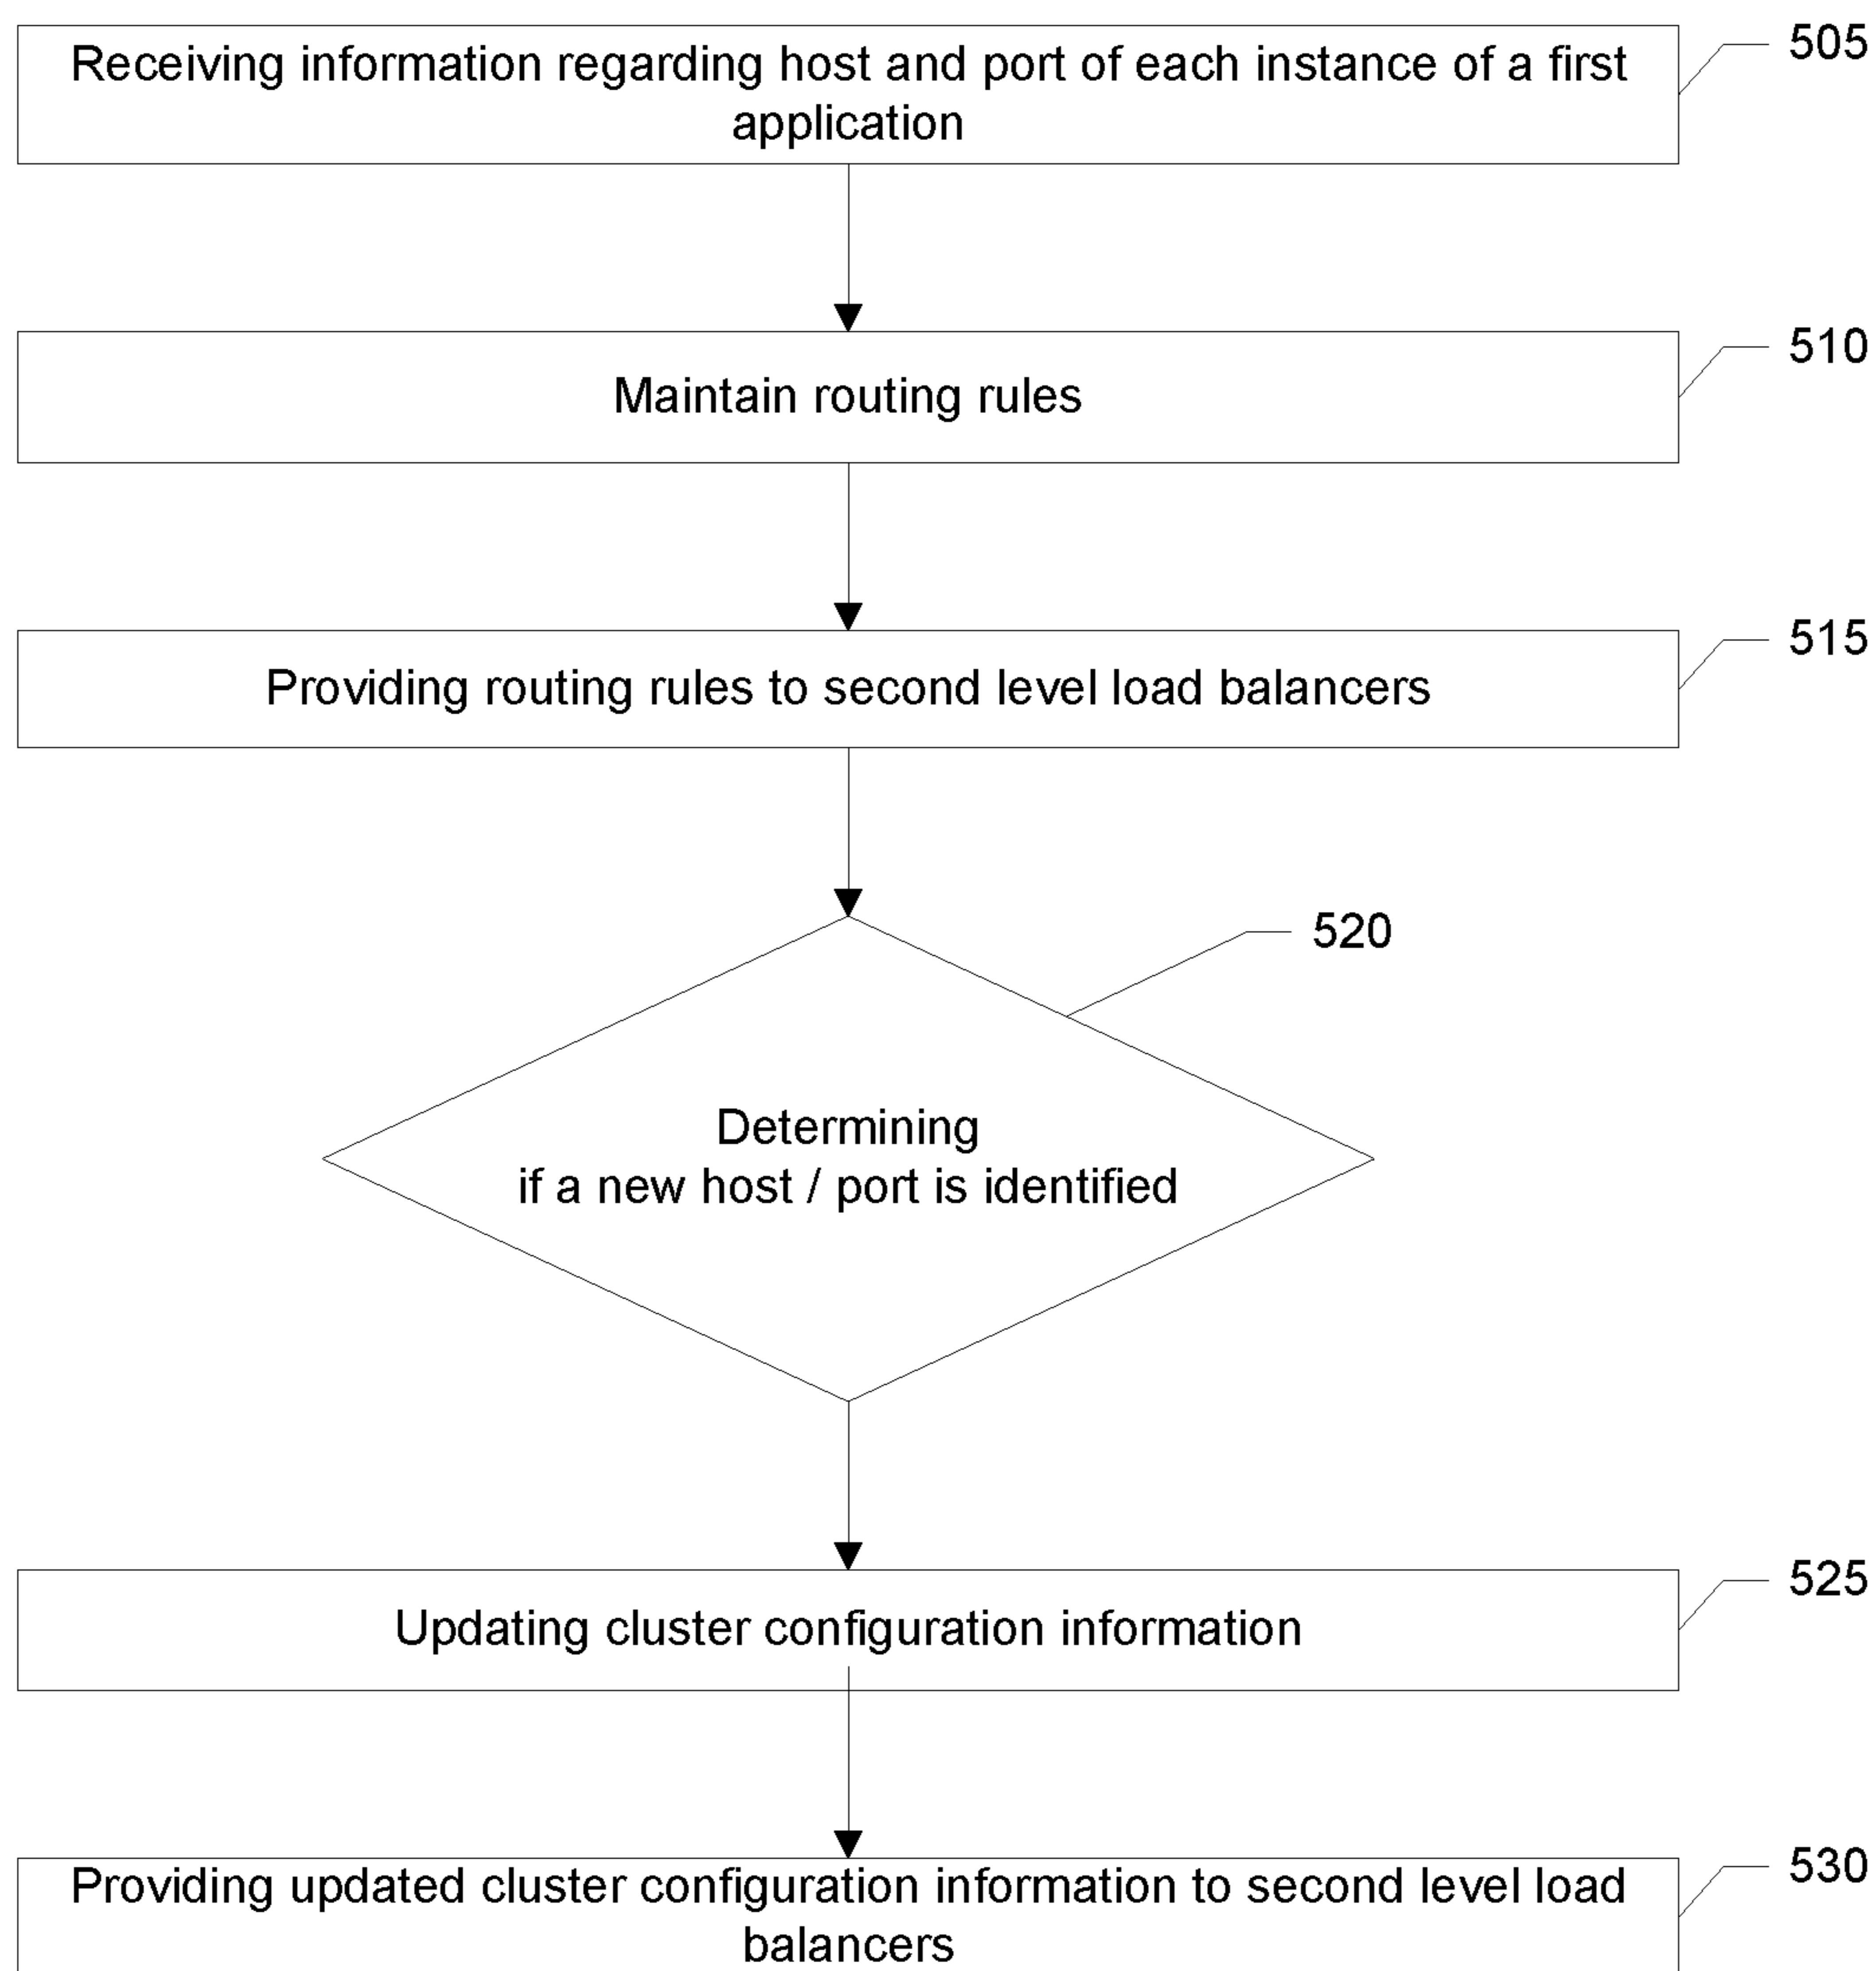 Receiving information regarding host and port of each instance of a first
application
505
Maintain routing rules
510
Providing routing rules to second level load balancers
515
520
Determining
if a new host / port is identified
Updating cluster configuration information
525
Providing updated cluster configuration information to second level load
balancers
530